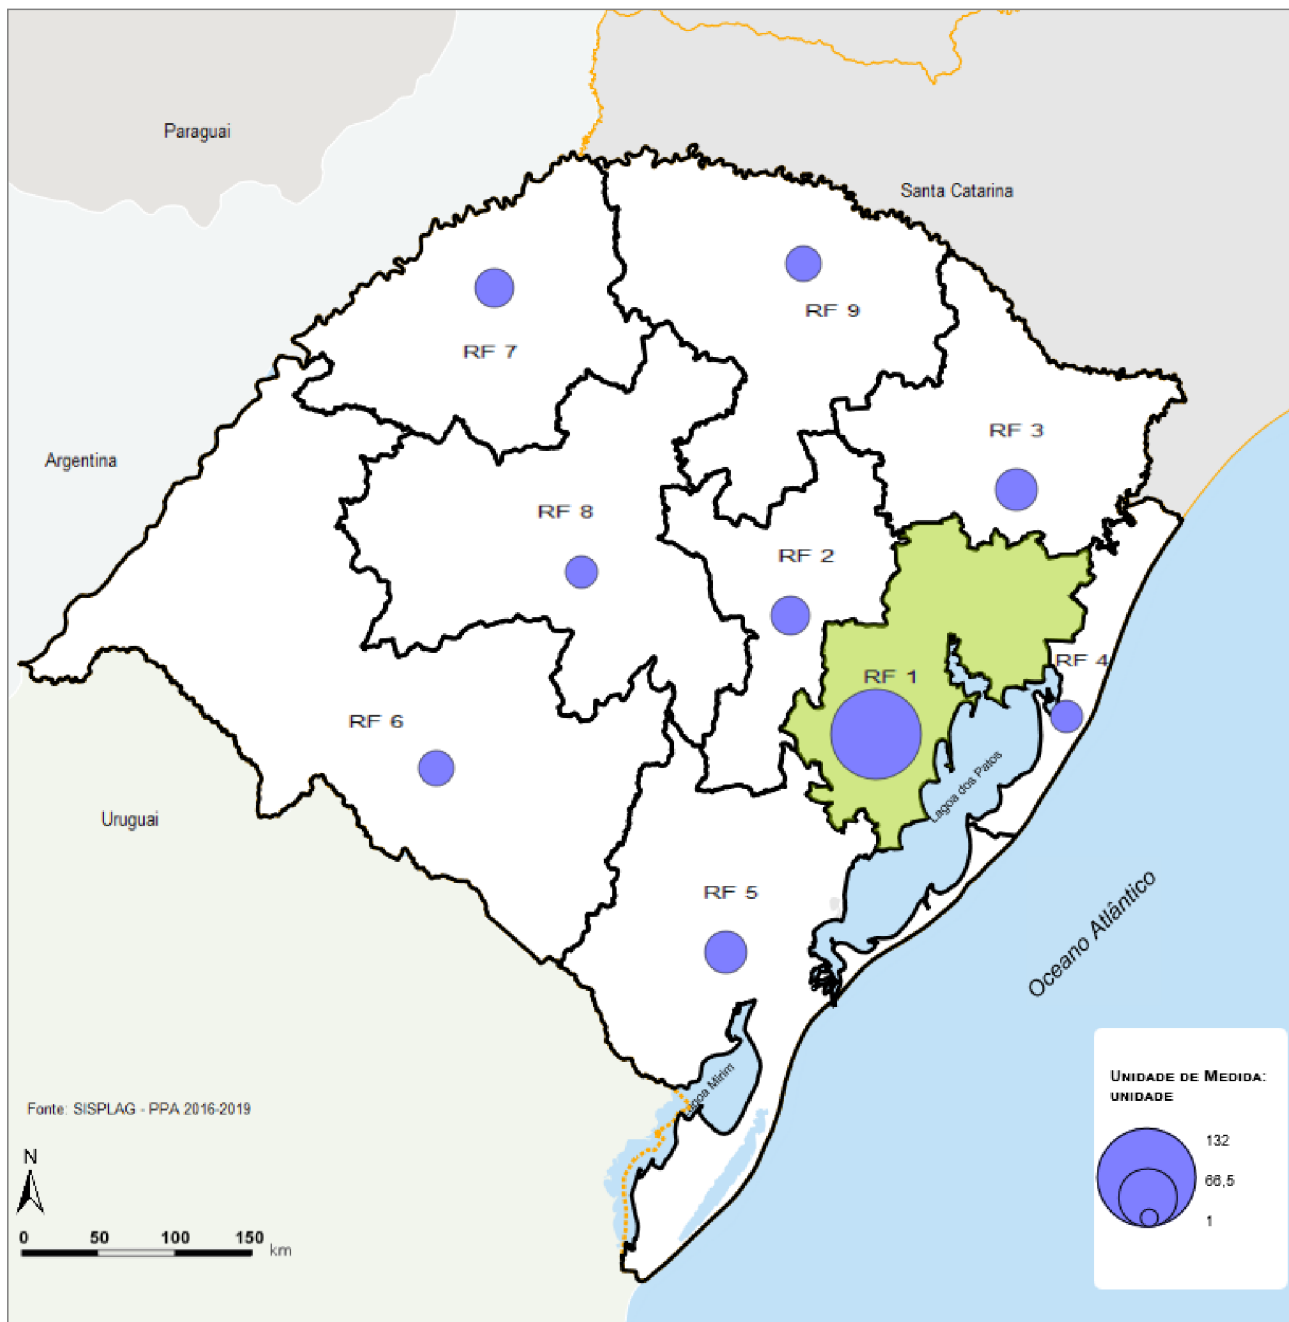 Paraguai
Santa Catarina
RF 9
RF 7
RF 3
Argentina
RF 8
RF 2
RF 4
RF 1
RF 6
Lagoa dos Patos
Uruguai
RF 5
Oceano Atlântico
Lagoa Mirim
UNIDADE DE MEDIDA:
UNIDADE
132
66,5
1
Fonte: SISPLAG - PPA 2016-2019
N
0 50 100 150
km